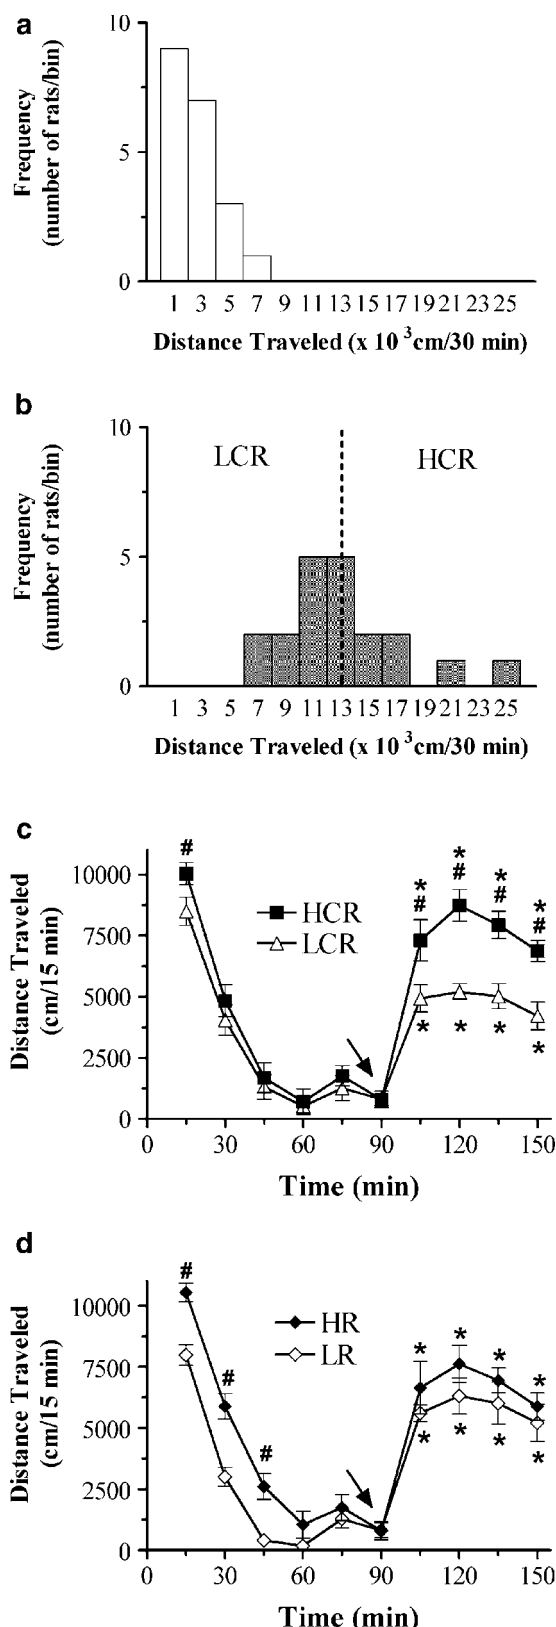 a
10
5
0
Frequency
(number of rats/bin)
1 3 5 7 9 11 13 15 17 19 21 23 25
Distance Traveled (x 10 3cm/30 min)
b
10
5
0
Frequency
(number of rats/bin)
LCR HCR
1 3 5 7 9 11 13 15 17 19 21 23 25
Distance Traveled (x 10 3cm/30 min)
c
10000
7500
5000
2500
0
Distance Traveled
(cm/15 min)
# * # * # * # * #
HCR
LCR
* * * *
0 30 60 90 120 150
Time (min)
d
10000
7500
5000
2500
0
Distance Traveled
(cm/15 min)
# # # * * * *
HR
LR
* * * *
0 30 60 90 120 150
Time (min)